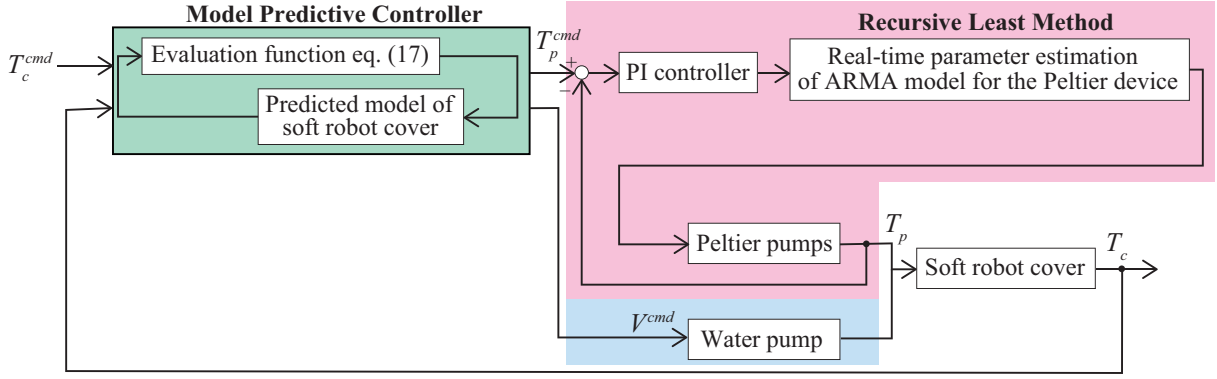 Model Predictive Controller
Recursive Least Method
T_c^{cmd}
Evaluation function eq. (17)
Predicted model of
soft robot cover
T_p^{cmd}
+
−
PI controller
Real-time parameter estimation
of ARMA model for the Peltier device
Peltier pumps
T_p
Soft robot cover
T_c
V^{cmd}
Water pump